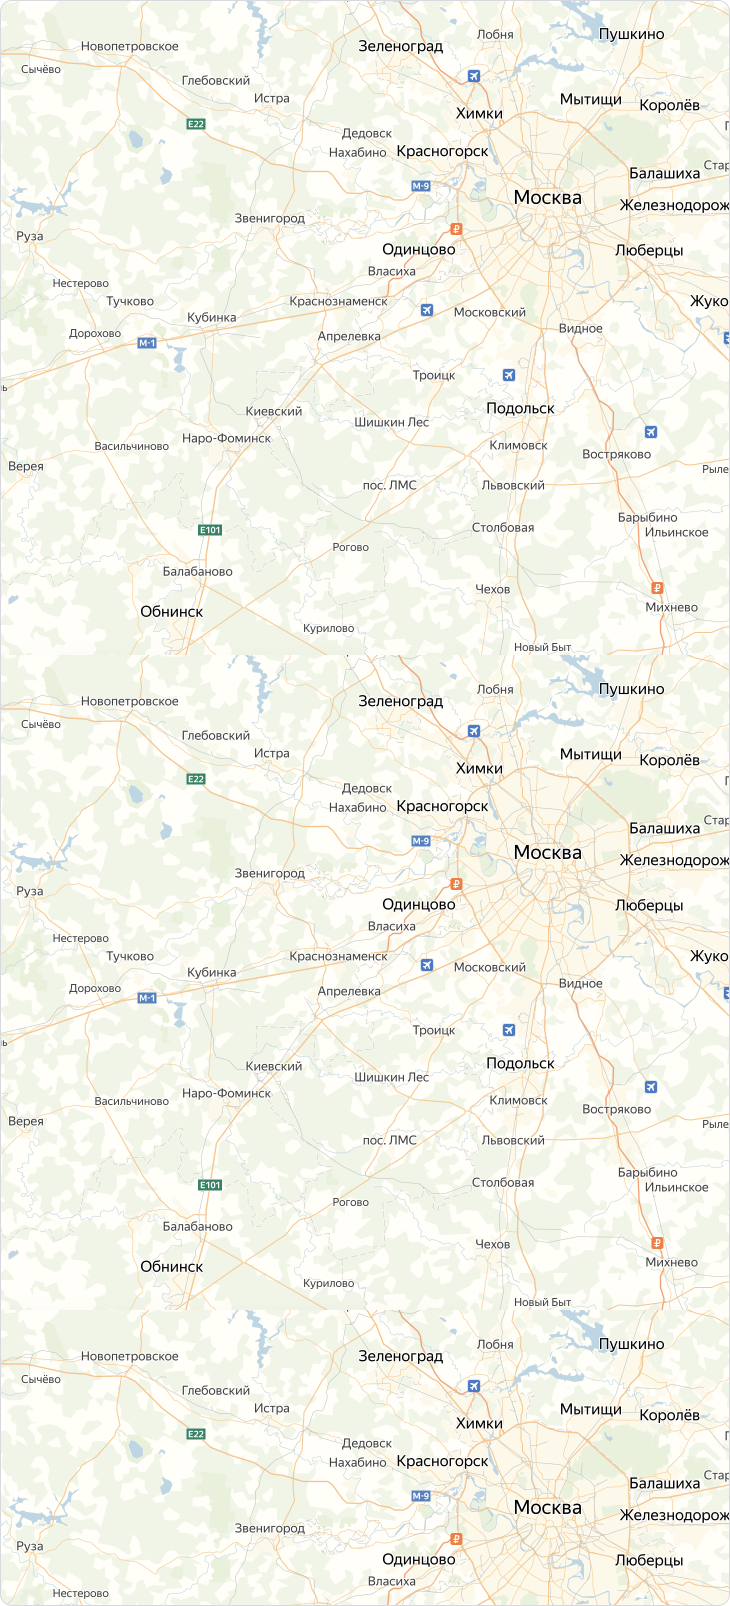 Лобня
Пушкино
Новопетровское
Зеленоград
Сычёво
Глебовский
Истра
Мытищи
Королёв
Химки
E22
Дедовск
Нахабино
Красногорск
Стар
Балашиха
М-9
Москва
Железнодорож
Звенигород
Руза
Одинцово
Люберцы
Власиха
Нестерово
Тучково
Краснознаменск
Жуко
Кубинка
Московский
Дорохово
Апрелевка
Видное
М-1
Троицк
Киевский
Подольск
Шишкин Лес
Наро-Фоминск
Васильчиново
Климовск
Востряково
Верея
Рыле
пос. ЛМС
Львовский
Барыбино
E101
Столбовая
Ильинское
Рогово
Балабаново
Чехов
Обнинск
Михнево
Курилово
Новый Быт
Лобня
Пушкино
Новопетровское
Зеленоград
Сычёво
Глебовский
Истра
Мытищи
Королёв
Химки
E22
Дедовск
Нахабино
Красногорск
Стар
Балашиха
М-9
Москва
Железнодорож
Звенигород
Руза
Одинцово
Люберцы
Власиха
Нестерово
Тучково
Краснознаменск
Жуко
Кубинка
Московский
Дорохово
Апрелевка
Видное
М-1
ь
Троицк
Киевский
Подольск
Шишкин Лес
Наро-Фоминск
Васильчиново
Климовск
Востряково
Верея
Рыле
пос. ЛМС
Львовский
Барыбино
E101
Столбовая
Ильинское
Рогово
Балабаново
Чехов
Обнинск
Михнево
Курилово
Новый Быт
Лобня
Пушкино
Новопетровское
Зеленоград
Сычёво
Глебовский
Истра
Мытищи
Королёв
Химки
E22
Дедовск
Нахабино
Красногорск
Стар
Балашиха
М-9
Москва
Железнодорож
Звенигород
Руза
Одинцово
Люберцы
Власиха
Нестерово